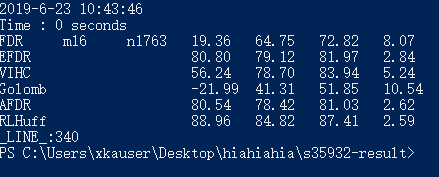 2019-6-23 10:43:46
Time : 0 seconds
FDR m16 n1763 19.36 64.75 72.82 8.07
EFDR 80.80 79.12 81.97 2.84
VIHC 56.24 78.70 83.94 5.24
Golomb -21.99 41.31 51.85 10.54
AFDR 80.54 78.42 81.03 2.62
RLHuff 88.96 84.82 87.41 2.59
_LINE_:340
PS C:\Users\xkauser\Desktop\hiahiahia\s35932-result>